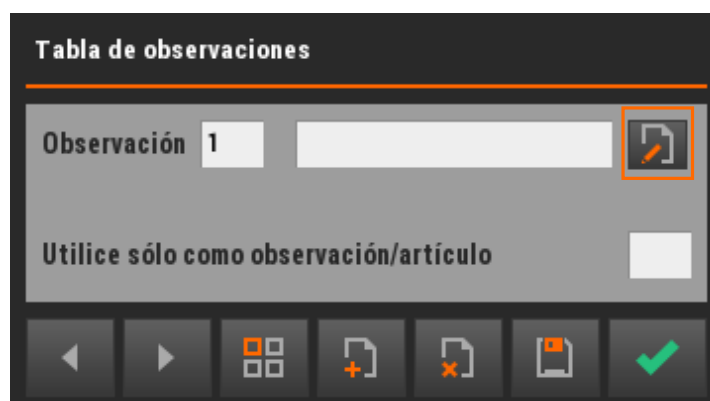 Tabla de observaciones
Observación 1
Utilice sólo como observación/artículo